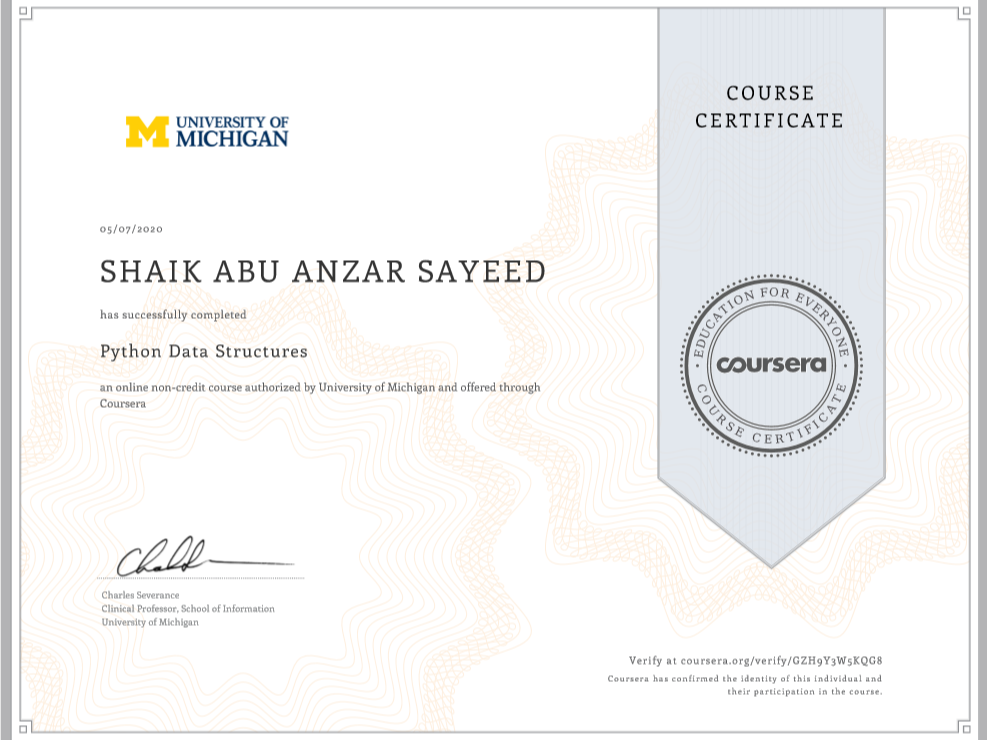 UNIVERSITY OF
MICHIGAN
COURSE
CERTIFICATE
05/07/2020
SHAIK ABU ANZAR SAYEED
has successfully completed
Python Data Structures
an online non-credit course authorized by University of Michigan and offered through
Coursera
EDUCATION FOR EVERYONE
coursera
COURSE CERTIFICATE
Charles Severance
Clinical Professor, School of Information
University of Michigan
Verify at coursera.org/verify/GZH9Y3W5KQG8
Coursera has confirmed the identity of this individual and
their participation in the course.